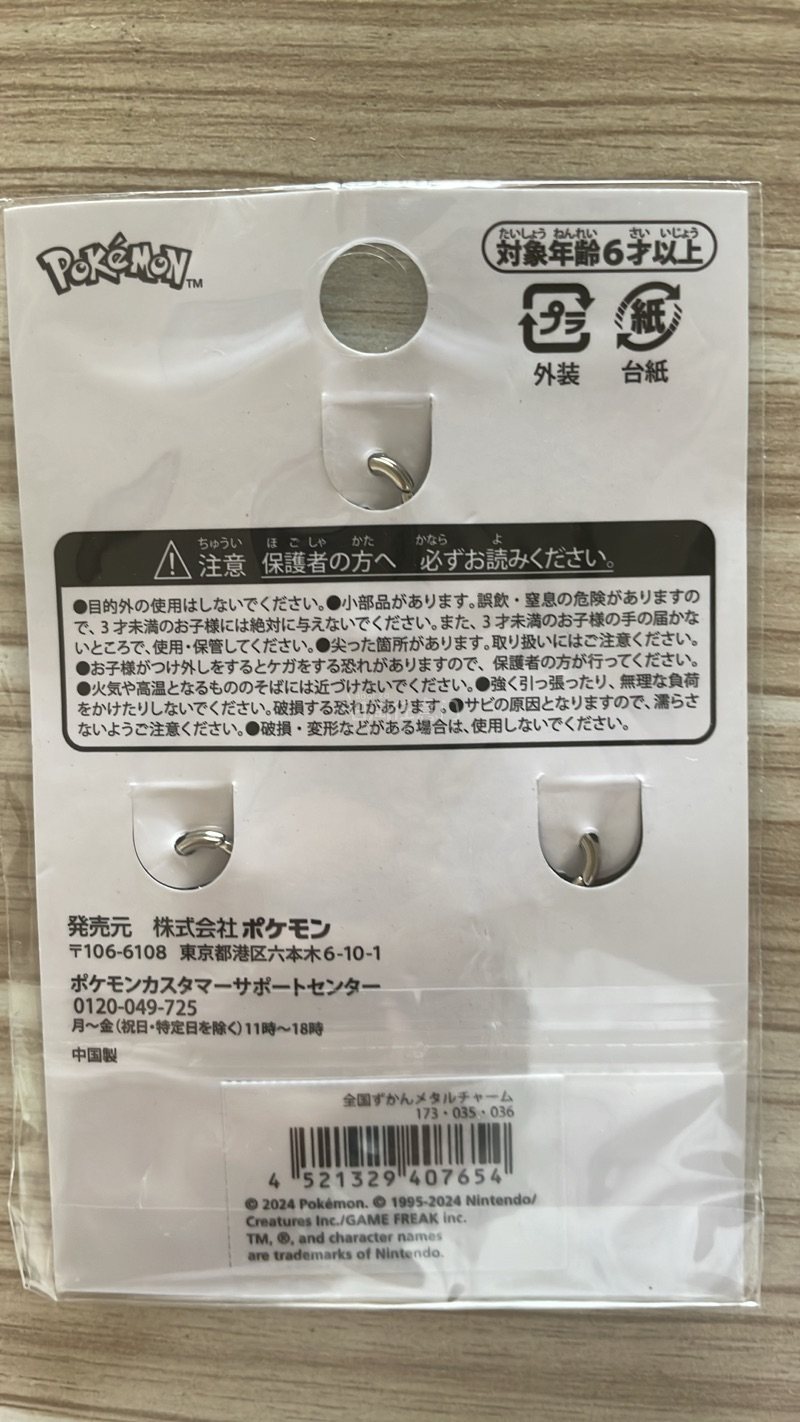 POKéMON™
たいしょう ねんれい さい いじょう
対象年齢6才以上
プラ 紙
外装 台紙
ちゅうい ほごしゃ かた かなら よ
注意 保護者の方へ 必ずお読みください。
●目的外の使用はしないでください。●小部品があります。誤飲・窒息の危険がありますの
で、3才未満のお子様には絶対に与えないでください。また、3才未満のお子様の手の届かな
いところで、使用・保管してください。●尖った箇所があります。取り扱いにはご注意ください。
●お子様がつけ外しをするとケガをする恐れがありますので、保護者の方が行ってください。
●火気や高温となるもののそばには近づけないでください。●強く引っ張ったり、無理な負荷
をかけたりしないでください。破損する恐れがあります。●サビの原因となりますので、濡らさ
ないようご注意ください。●破損・変形などがある場合は、使用しないでください。
発売元 株式会社ポケモン
〒106-6108 東京都港区六本木6-10-1
ポケモンカスタマーサポートセンター
0120-049-725
月～金(祝日・特定日を除く)11時～18時
中国製
全国ずかんメタルチャーム
173・035・036
4 521329 407654
© 2024 Pokémon. © 1995-2024 Nintendo/
Creatures Inc./GAME FREAK inc.
TM, ®, and character names
are trademarks of Nintendo.